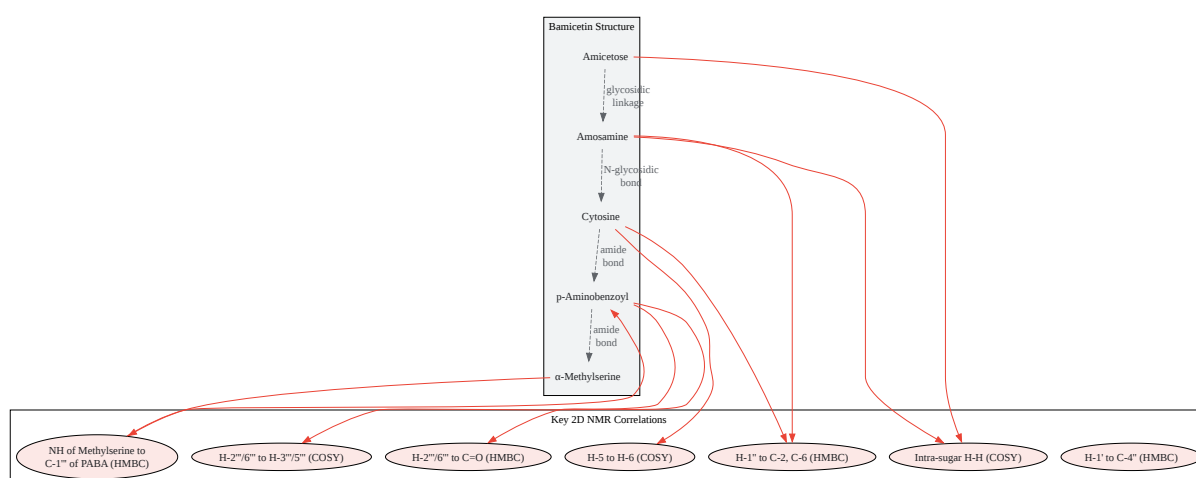 Bamicetin Structure
Amicetose
glycosidic
linkage
Amosamine
N-glycosidic
bond
Cytosine
amide
bond
p-Aminobenzoyl
amide
bond
α-Methylserine
Key 2D NMR Correlations
NH of Methylserine to
C-1''' of PABA (HMBC)
H-2'''/6''' to H-3'''/5''' (COSY)
H-2'''/6''' to C=O (HMBC)
H-5 to H-6 (COSY)
H-1'' to C-2, C-6 (HMBC)
Intra-sugar H-H (COSY)
H-1' to C-4'' (HMBC)